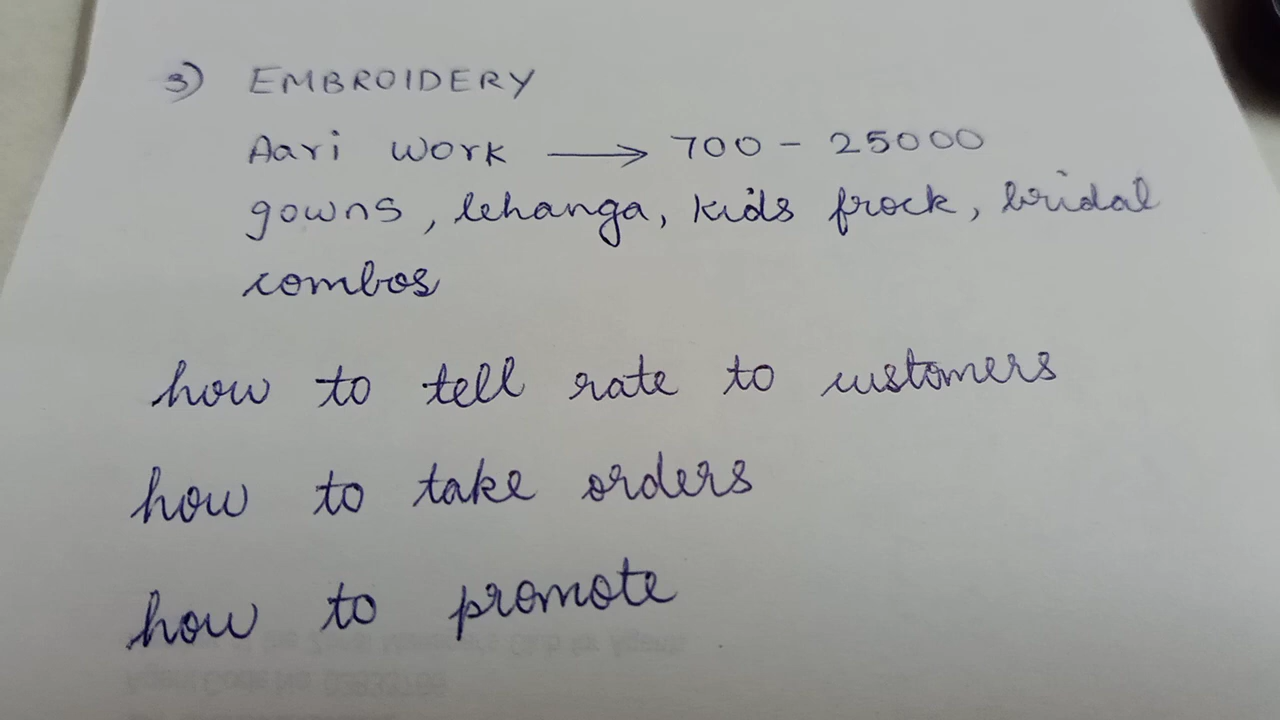 3) EMBROIDERY
Aari work → 700 - 25000
gowns, lehanga, kids frock, bridal
combos
how to tell rate to customers
how to take orders
how to promote